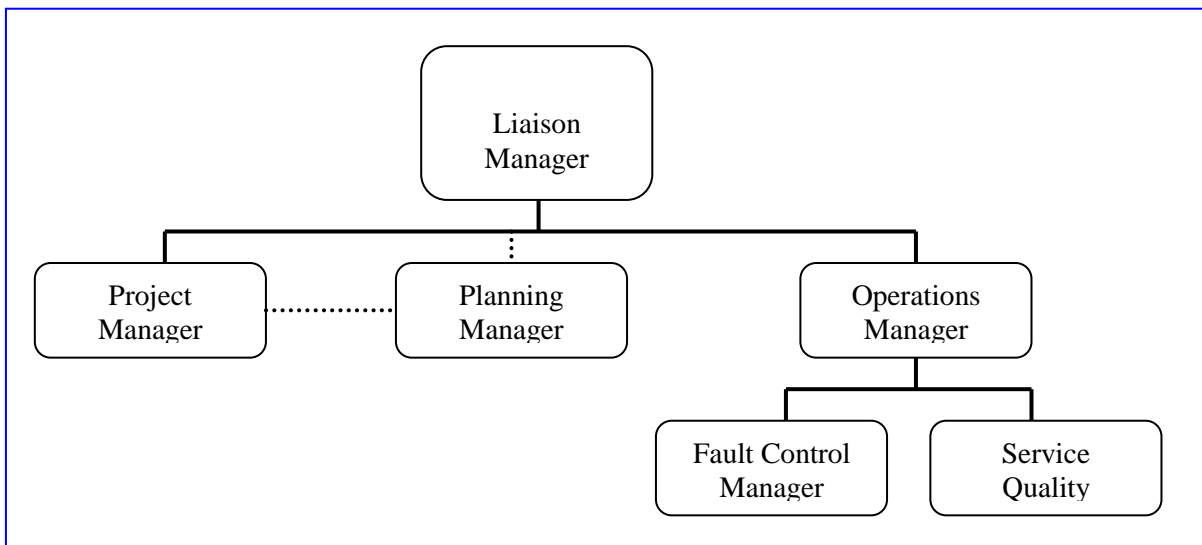 Liaison
Manager
Project
Manager
Planning
Manager
Operations
Manager
Fault Control
Manager
Service
Quality